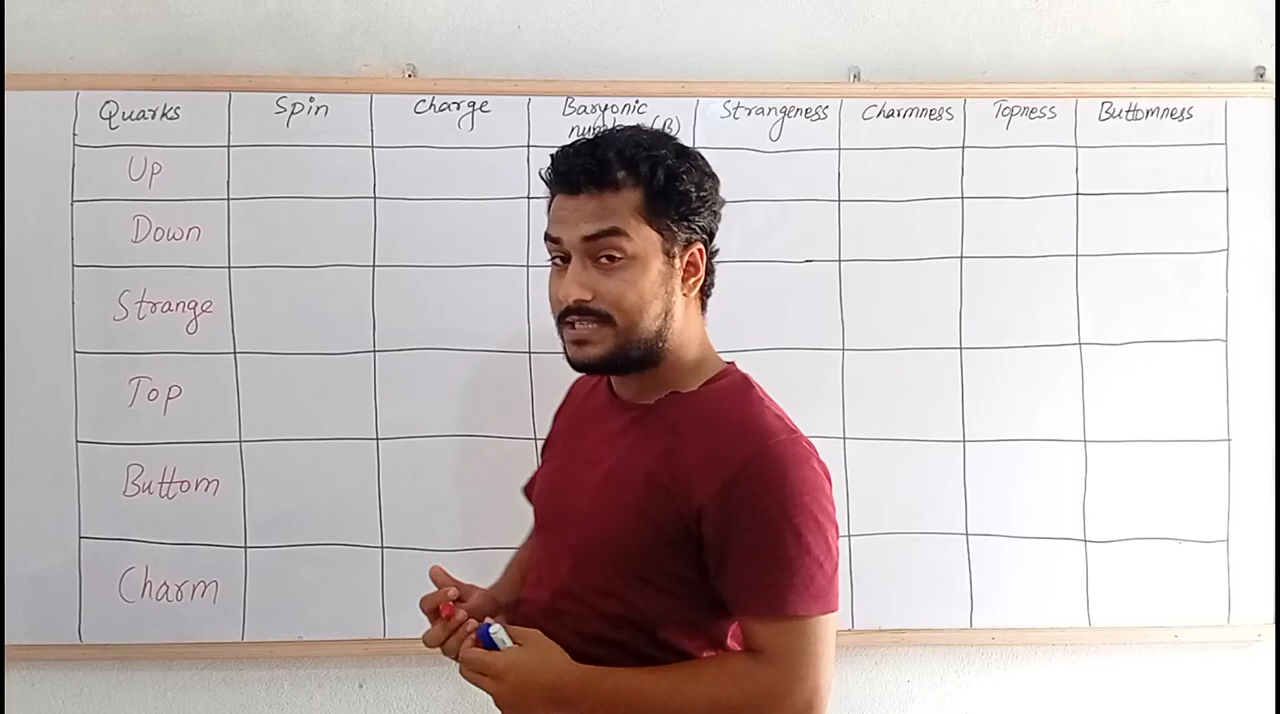 Quarks Spin Charge Baryonic Strangeness Charmness Topness Buttomness
(B)
Up
Down
Strange
Top
Buttom
Charm